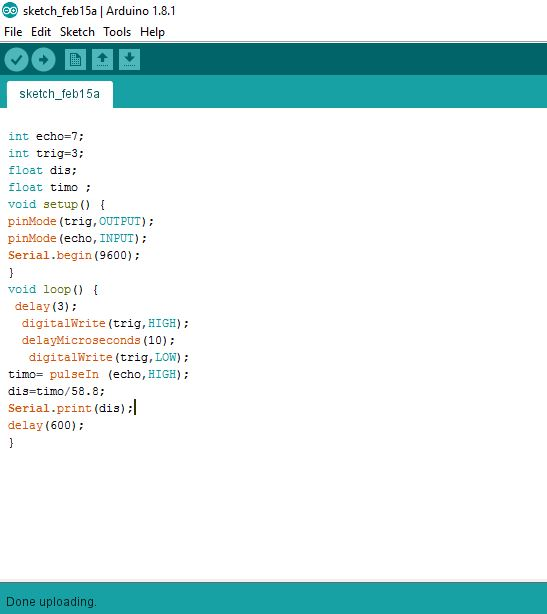 sketch_feb15a | Arduino 1.8.1
File Edit Sketch Tools Help
sketch_feb15a
int echo=7;
int trig=3;
float dis;
float timo ;
void setup() {
pinMode(trig,OUTPUT);
pinMode(echo,INPUT);
Serial.begin(9600);
}
void loop() {
delay(3);
digitalWrite(trig,HIGH);
delayMicroseconds(10);
digitalWrite(trig,LOW);
timo= pulseIn (echo,HIGH);
dis=timo/58.8;
Serial.print(dis);
delay(600);
}
Done uploading.